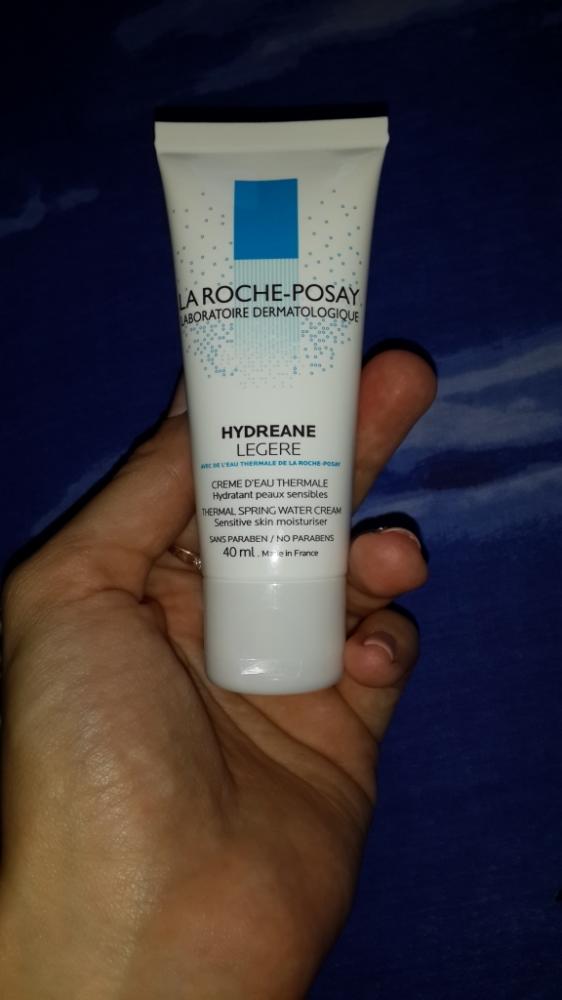 LA ROCHE-POSAY
LABORATOIRE DERMATOLOGIQUE
HYDREANE
LEGERE
AVEC DE L'EAU THERMALE DE LA ROCHE-POSAY
CREME D'EAU THERMALE
Hydratant peaux sensibles
THERMAL SPRING WATER CREAM
Sensitive skin moisturiser
SANS PARABEN / NO PARABENS
40 ml . Made in France